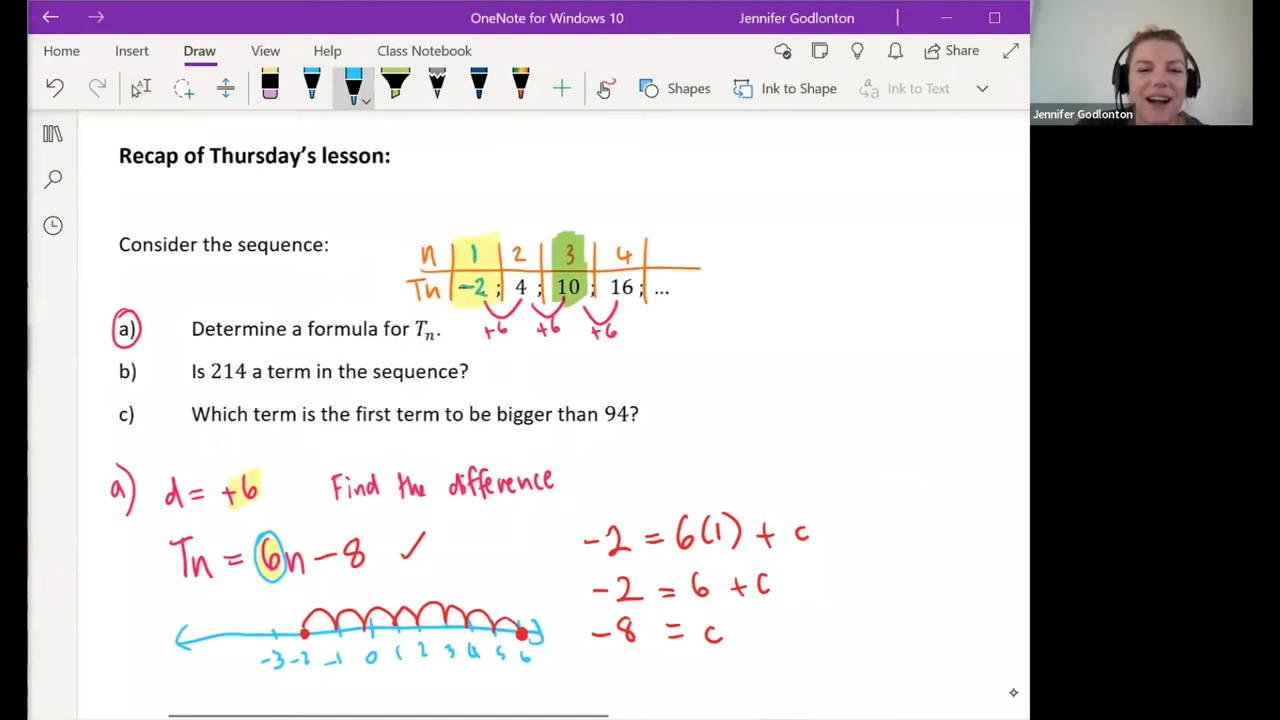 OneNote for Windows 10
Jennifer Godlonton
Home Insert Draw View Help Class Notebook Share
Shapes Ink to Shape Ink to Text
Jennifer Godlonton
Recap of Thursday's lesson:
Consider the sequence:
n 1 2 3 4
Tn -2 ; 4 ; 10 ; 16 ; ...
+6 +6 +6
a) Determine a formula for Tₙ.
b) Is 214 a term in the sequence?
c) Which term is the first term to be bigger than 94?
a) d = +6 Find the difference
Tn = 6n - 8 ✓
-3 -2 -1 0 1 2 3 4 5 6
-2 = 6(1) + c
-2 = 6 + c
-8 = c